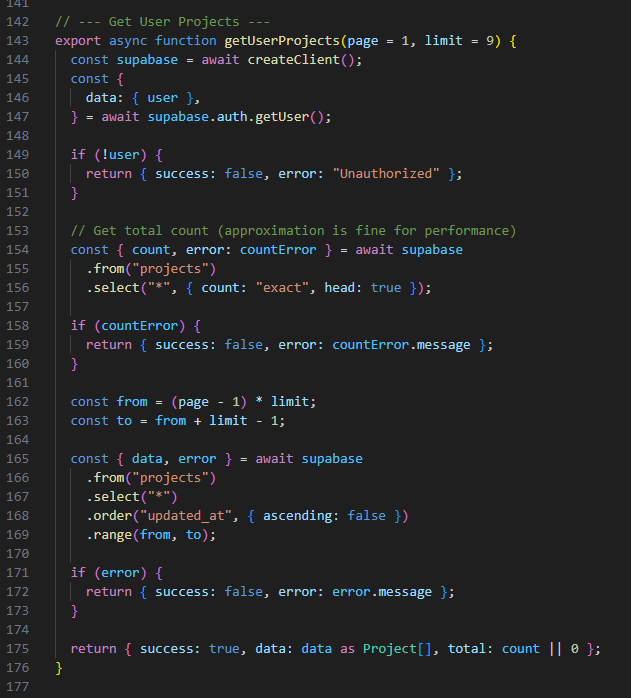 141
142 // --- Get User Projects ---
143 export async function getUserProjects(page = 1, limit = 9) {
144   const supabase = await createClient();
145   const {
146     data: { user },
147   } = await supabase.auth.getUser();
148
149   if (!user) {
150     return { success: false, error: "Unauthorized" };
151   }
152
153   // Get total count (approximation is fine for performance)
154   const { count, error: countError } = await supabase
155     .from("projects")
156     .select("*", { count: "exact", head: true });
157
158   if (countError) {
159     return { success: false, error: countError.message };
160   }
161
162   const from = (page - 1) * limit;
163   const to = from + limit - 1;
164
165   const { data, error } = await supabase
166     .from("projects")
167     .select("*")
168     .order("updated_at", { ascending: false })
169     .range(from, to);
170
171   if (error) {
172     return { success: false, error: error.message };
173   }
174
175   return { success: true, data: data as Project[], total: count || 0 };
176 }
177